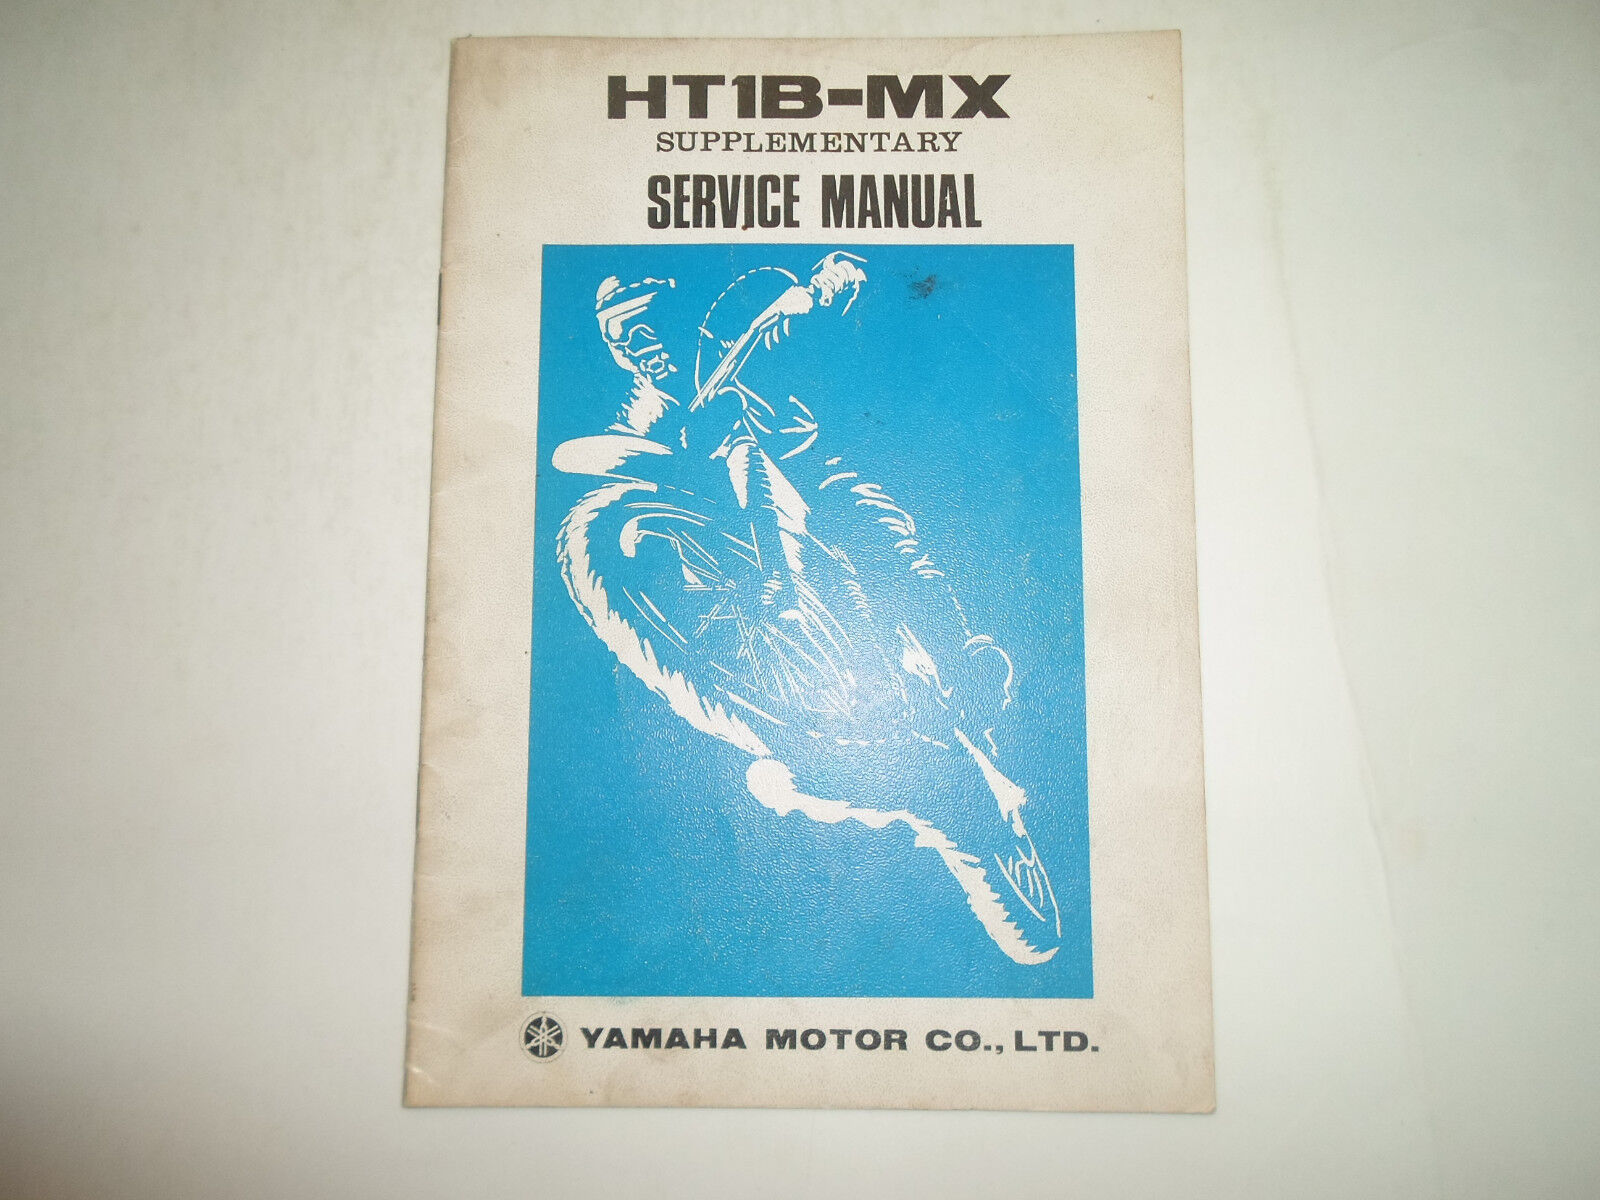 HT1B-MX
SUPPLEMENTARY
SERVICE MANUAL
YAMAHA MOTOR CO., LTD.